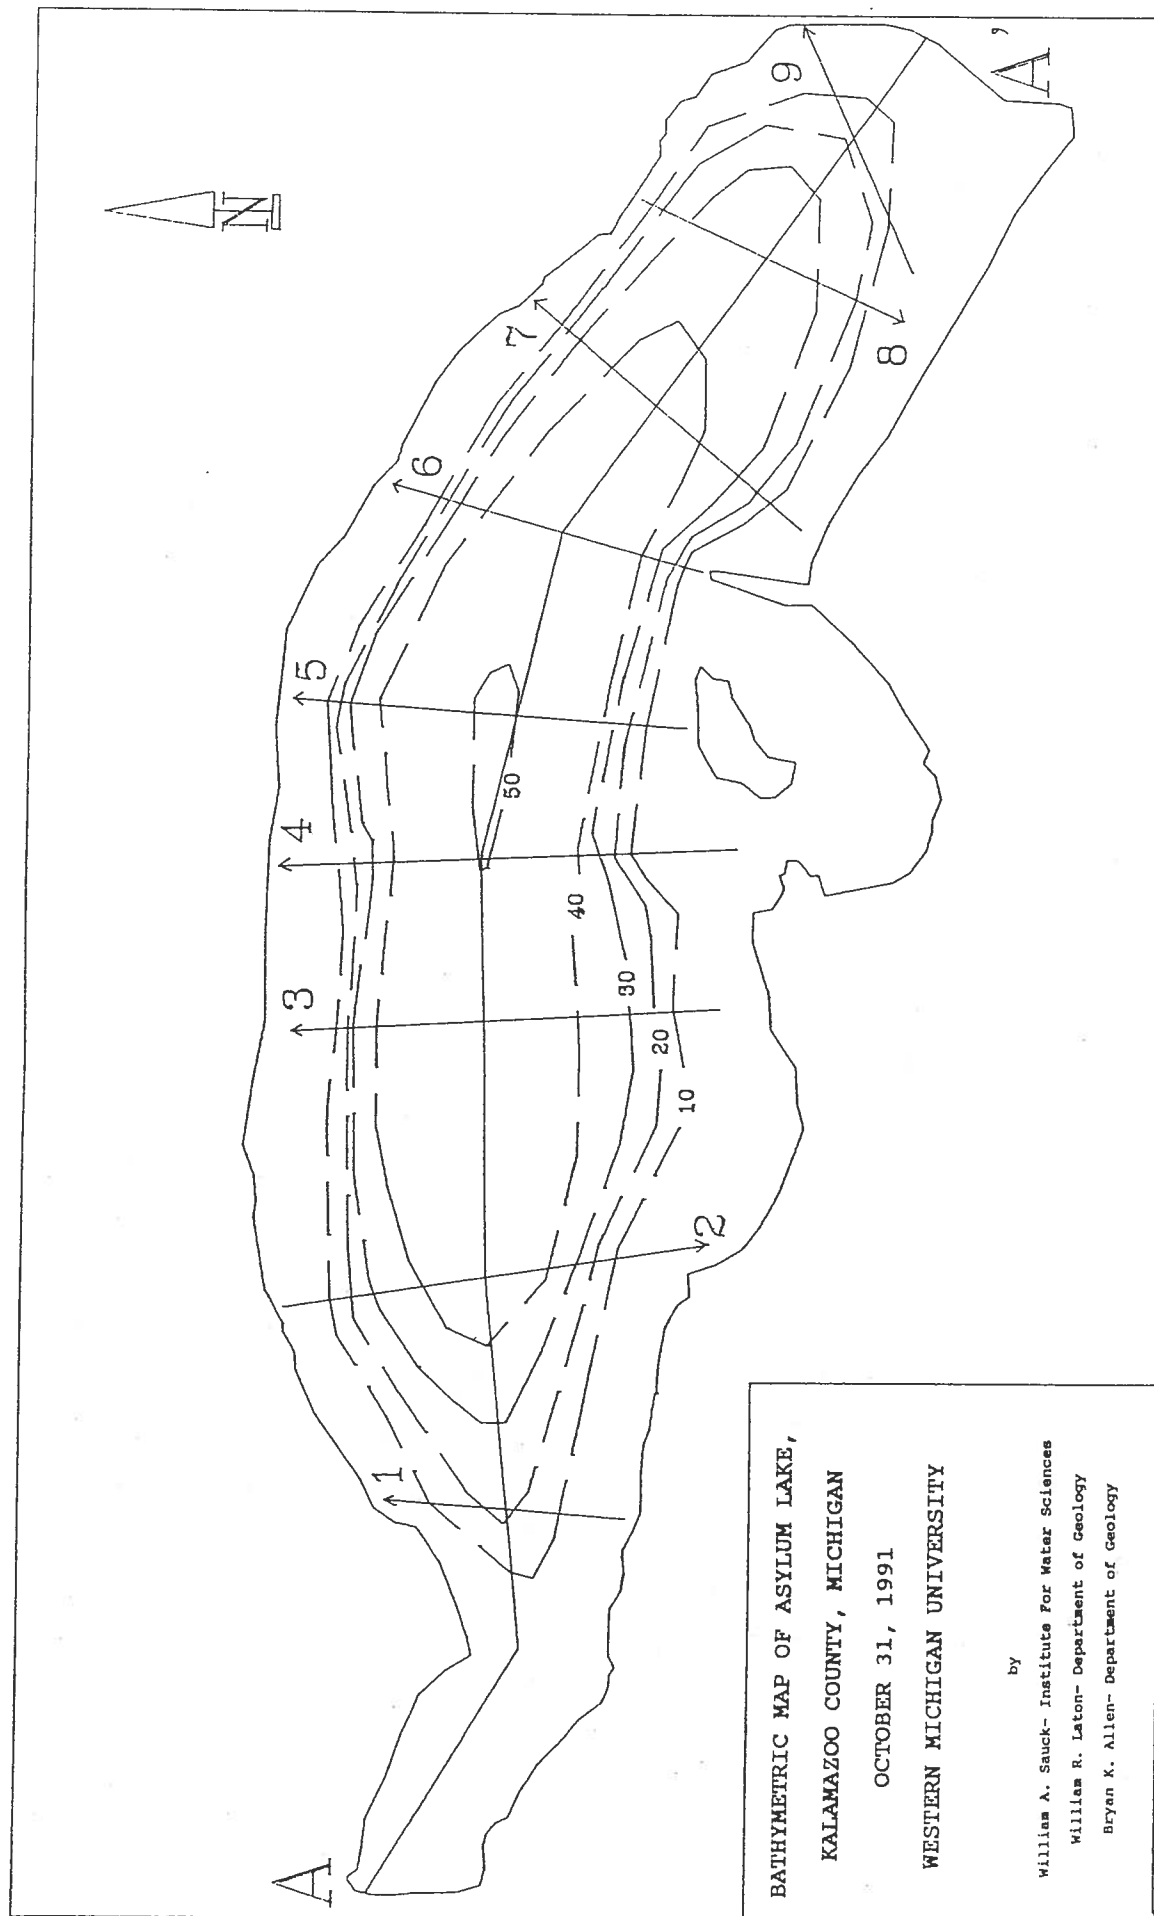 N
A
A'
1
2
3
4
5
6
7
8
9
50
40
30
20
10
BATHYMETRIC MAP OF ASYLUM LAKE,
KALAMAZOO COUNTY, MICHIGAN
OCTOBER 31, 1991
WESTERN MICHIGAN UNIVERSITY
by
William A. Sauck- Institute For Water Sciences
William R. Laton- Department of Geology
Bryan K. Allen- Department of Geology